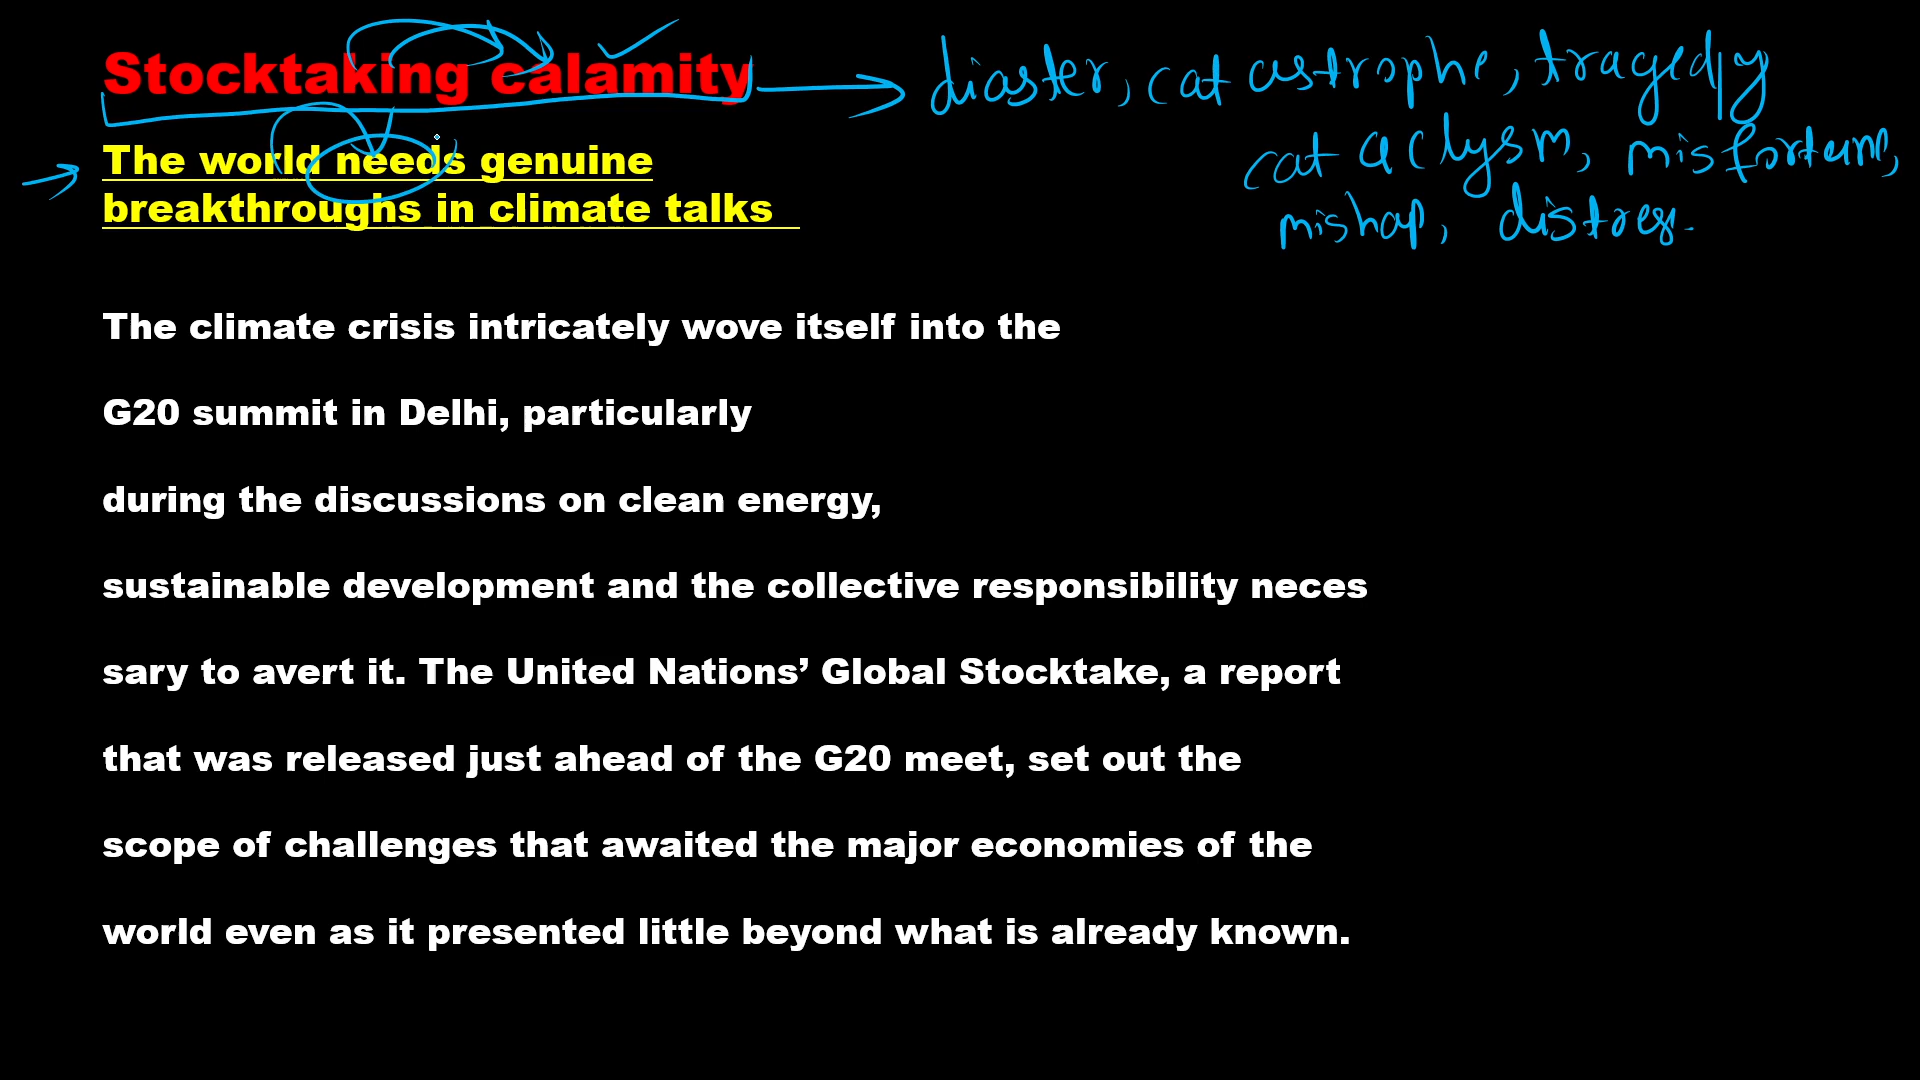 Stocktaking calamity
diaster, catastrophe, tragedy
cataclysm, misfortune,
mishap, distress.
The world needs genuine
breakthroughs in climate talks
The climate crisis intricately wove itself into the
G20 summit in Delhi, particularly
during the discussions on clean energy,
sustainable development and the collective responsibility neces
sary to avert it. The United Nations’ Global Stocktake, a report
that was released just ahead of the G20 meet, set out the
scope of challenges that awaited the major economies of the
world even as it presented little beyond what is already known.